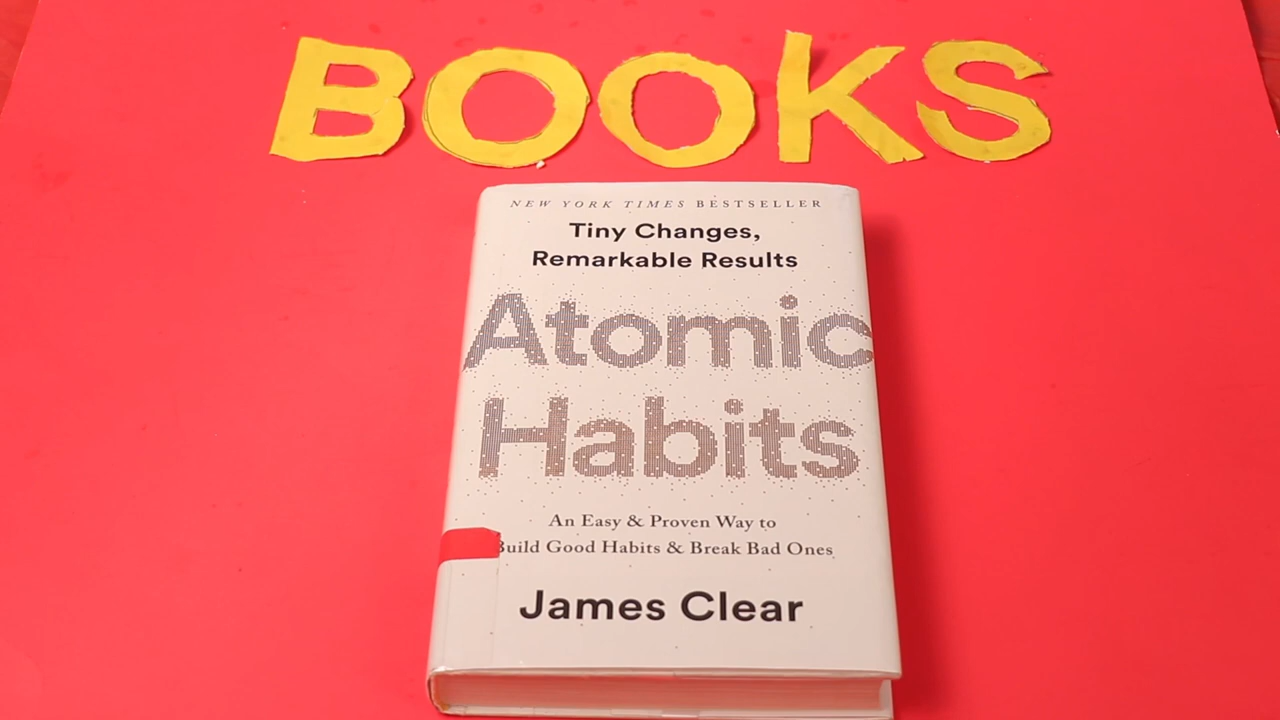 BOOKS
NEW YORK TIMES BESTSELLER
Tiny Changes,
Remarkable Results
Atomic
Habits
An Easy & Proven Way to
Build Good Habits & Break Bad Ones
James Clear